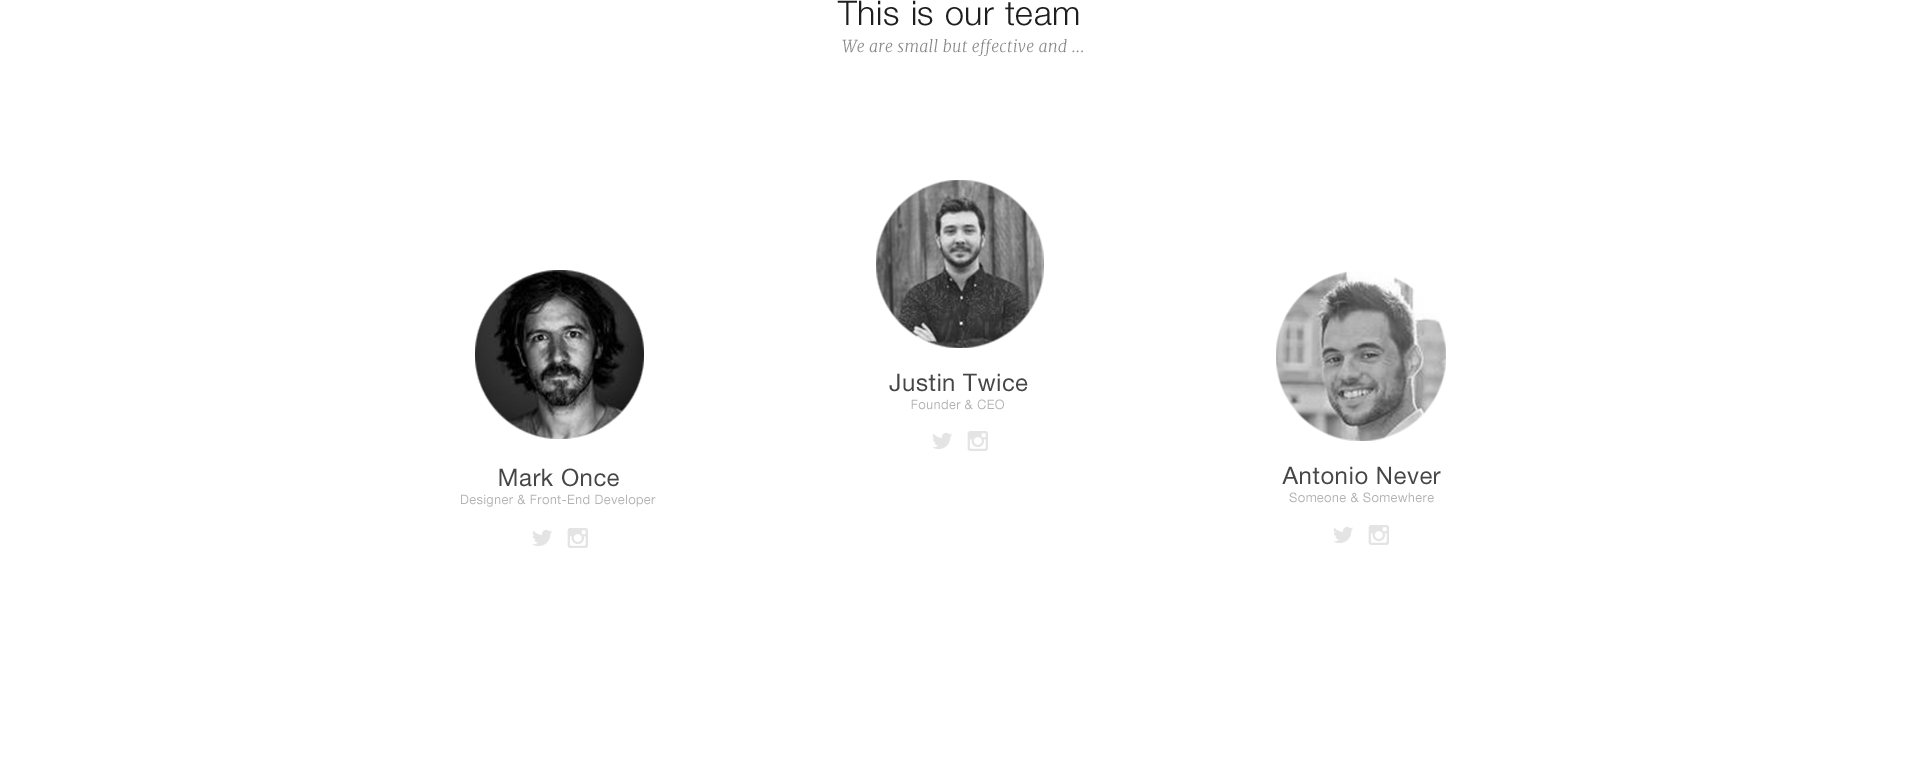 This is our team
We are small but effective and ...
Justin Twice
Founder & CEO
Mark Once
Designer & Front-End Developer
Antonio Never
Someone & Somewhere